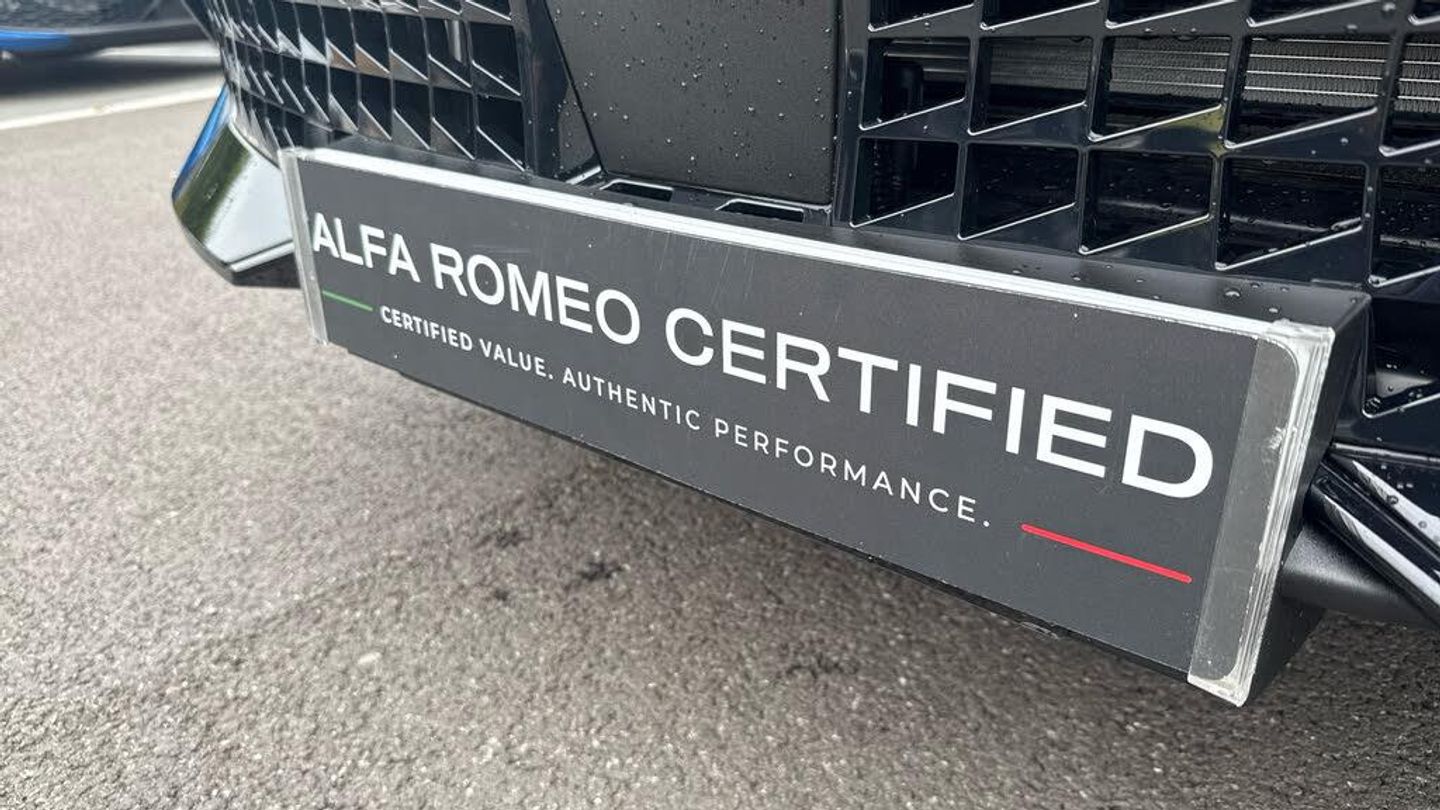 ALFA ROMEO CERTIFIED
CERTIFIED VALUE. AUTHENTIC PERFORMANCE.